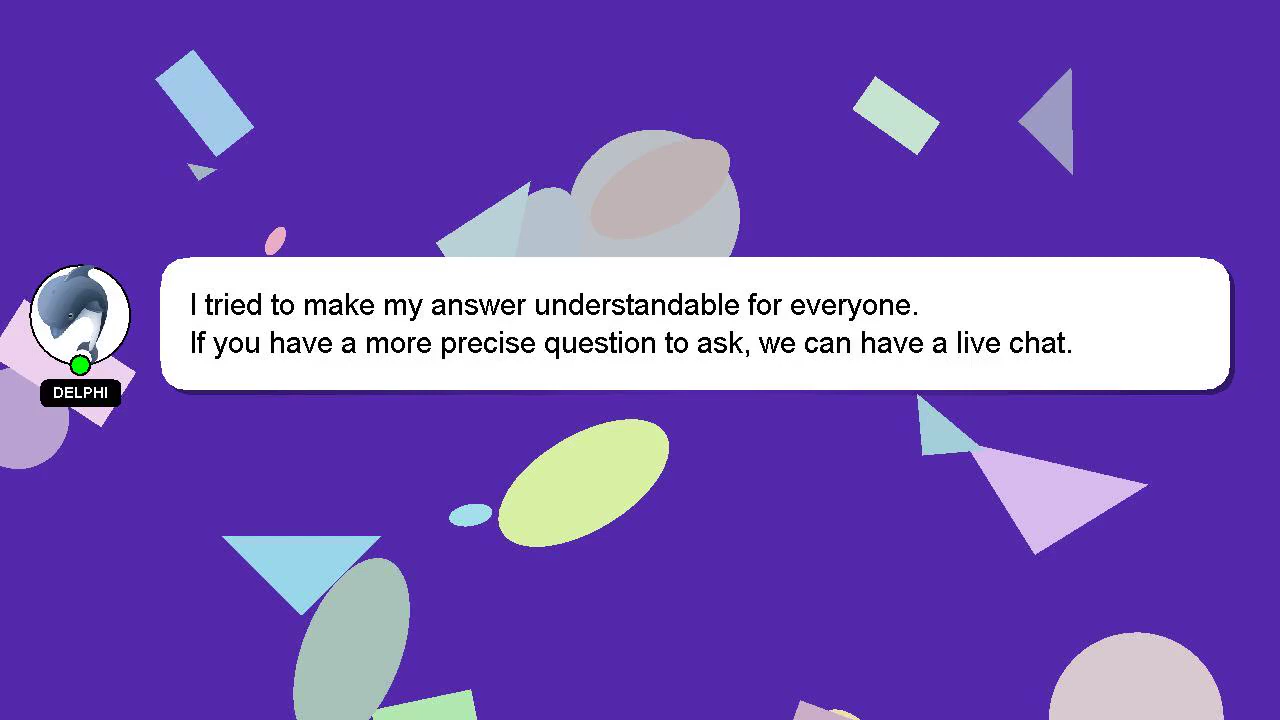 I tried to make my answer understandable for everyone.
If you have a more precise question to ask, we can have a live chat.
DELPHI